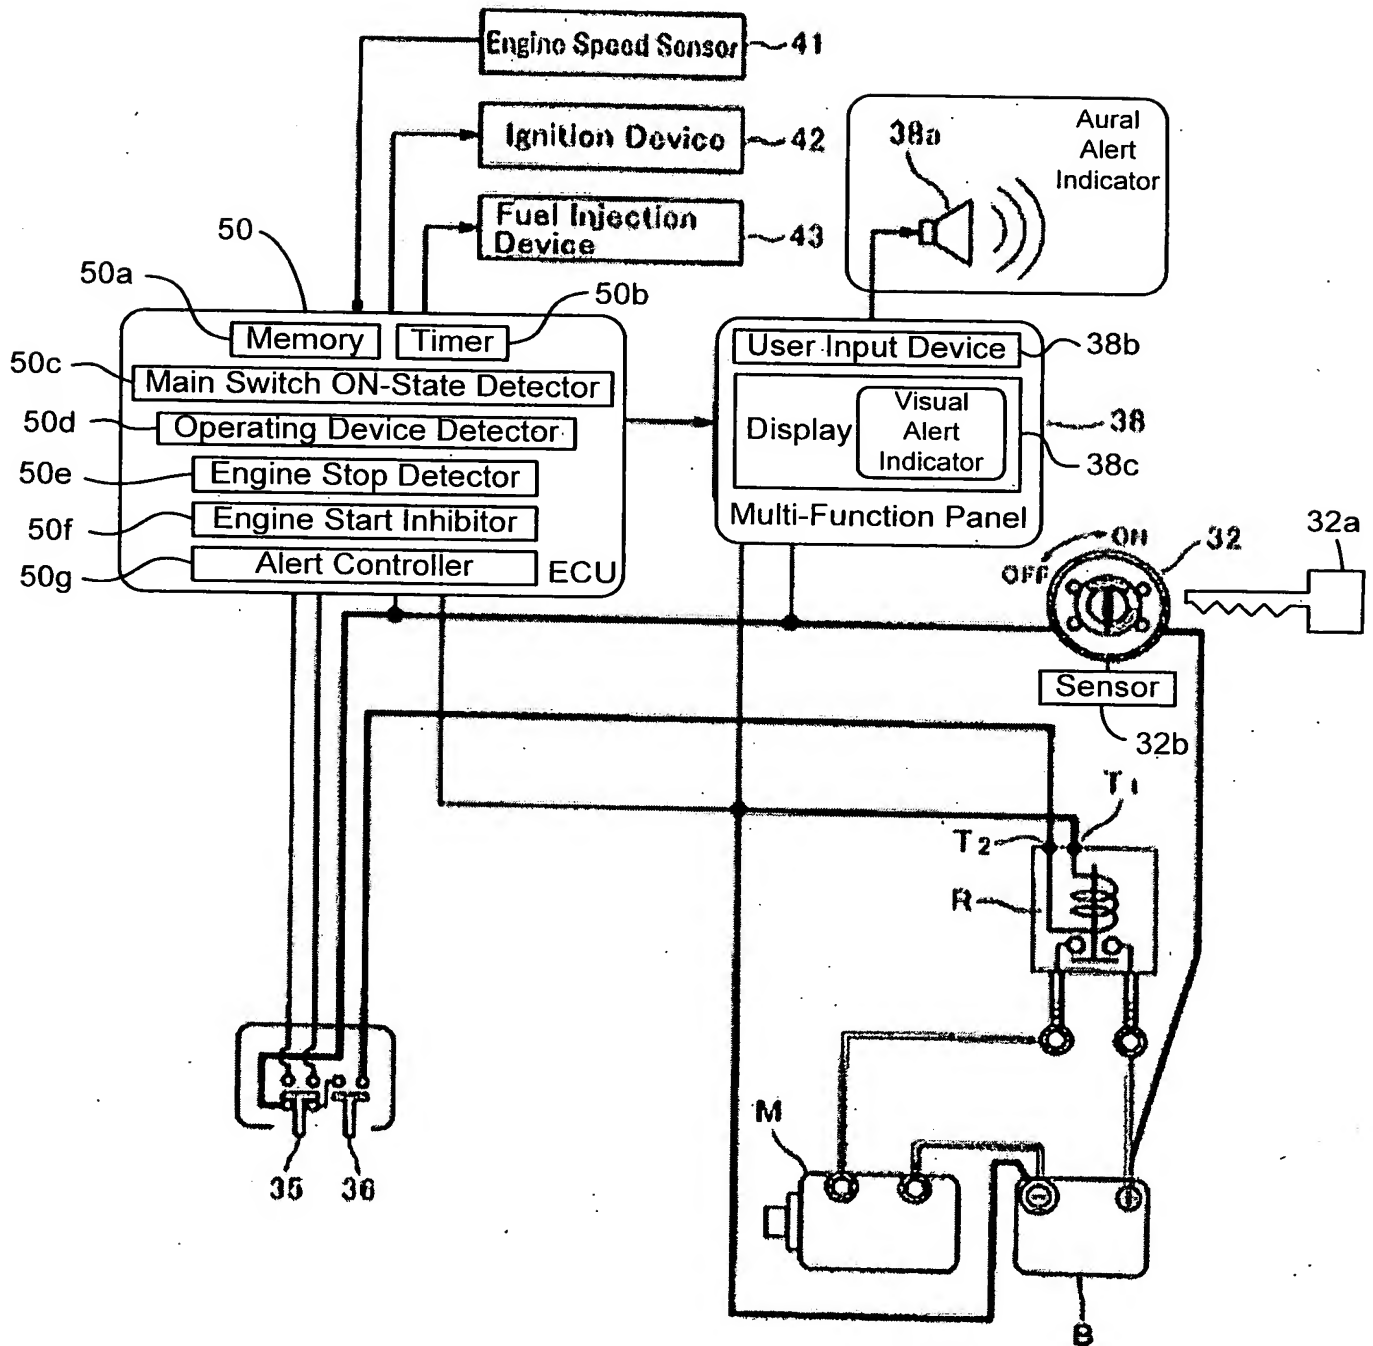 Engine Speed Sensor
41
Ignition Device
42
Fuel Injection
Device
43
38a
Aural
Alert
Indicator
50
50a
50b
Memory
Timer
50c
Main Switch ON-State Detector
50d
Operating Device Detector
50e
Engine Stop Detector
50f
Engine Start Inhibitor
50g
Alert Controller
ECU
User Input Device
38b
Display
Visual
Alert
Indicator
38
38c
Multi-Function Panel
ON
OFF
32
32a
Sensor
32b
T1
T2
R
M
35
36
B